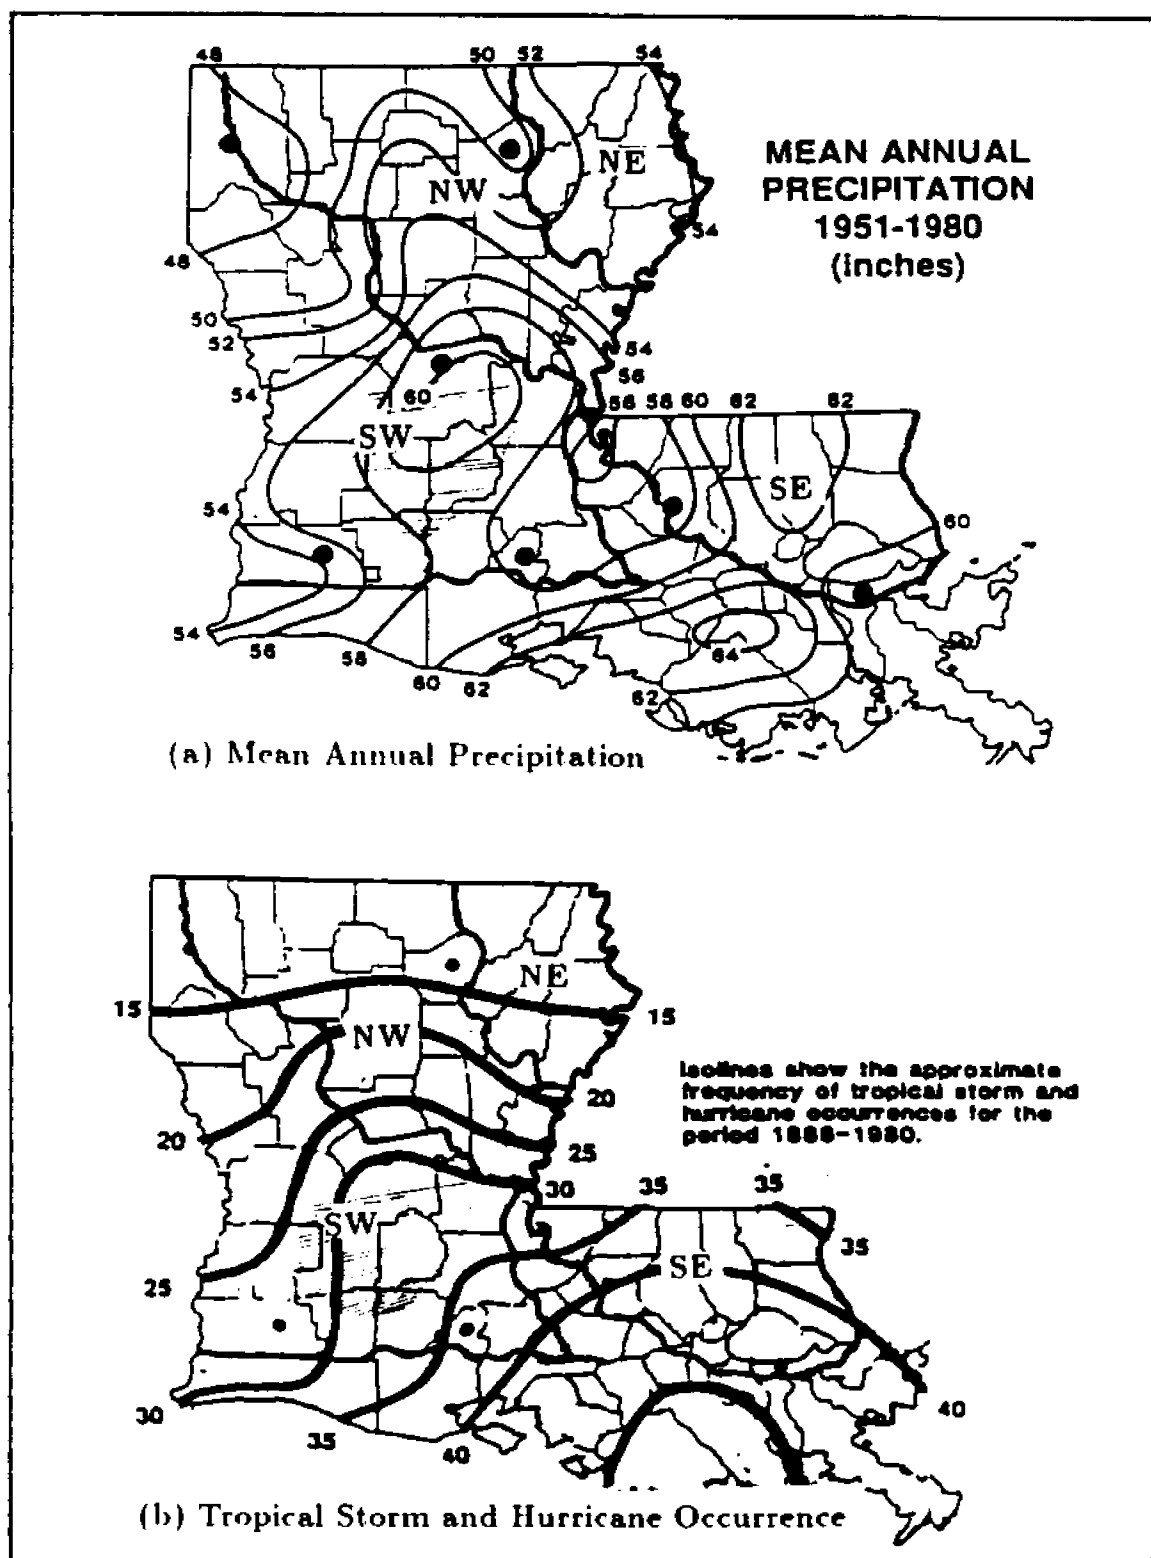 48 50 52 54
MEAN ANNUAL
PRECIPITATION
1951-1980
(inches)
NE
NW
54
48
50
52
54
56
54
60
56 58 60 62 62
SW
SE
54
60
54
56
58
60 62
62
64
(a) Mean Annual Precipitation
NE
15
15
NW
Isolines show the approximate
frequency of tropical storm and
hurricane occurrences for the
period 1888-1980.
20
20
25
30 35 35
SW
35
SE
25
30
35
40
40
(b) Tropical Storm and Hurricane Occurrence